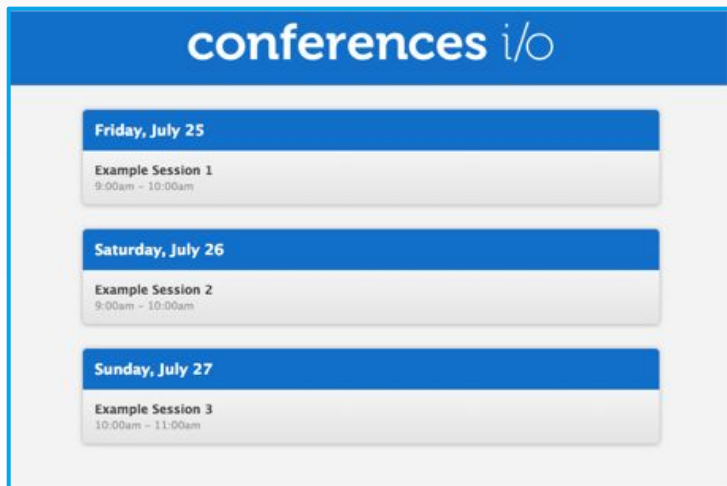 conferences i/o
Friday, July 25
Example Session 1
9:00am – 10:00am
Saturday, July 26
Example Session 2
9:00am – 10:00am
Sunday, July 27
Example Session 3
10:00am – 11:00am